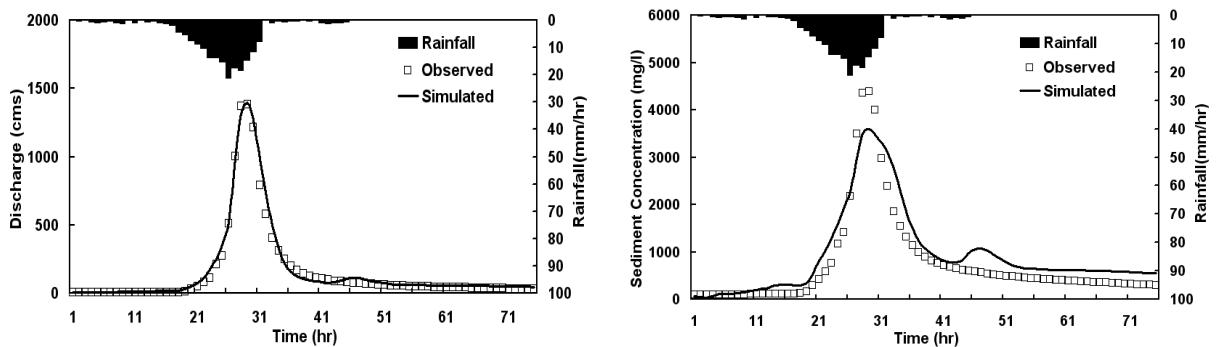 2000
1500
1000
500
0
Discharge (cms)
0
10
20
30
40
50
60
70
80
90
100
Rainfall(mm/hr)
Rainfall
Observed
Simulated
1 11 21 31 41 51 61 71
Time (hr)
6000
5000
4000
3000
2000
1000
0
Sediment Concentration (mg/l)
0
10
20
30
40
50
60
70
80
90
100
Rainfall(mm/hr)
Rainfall
Observed
Simulated
1 11 21 31 41 51 61 71
Time (hr)